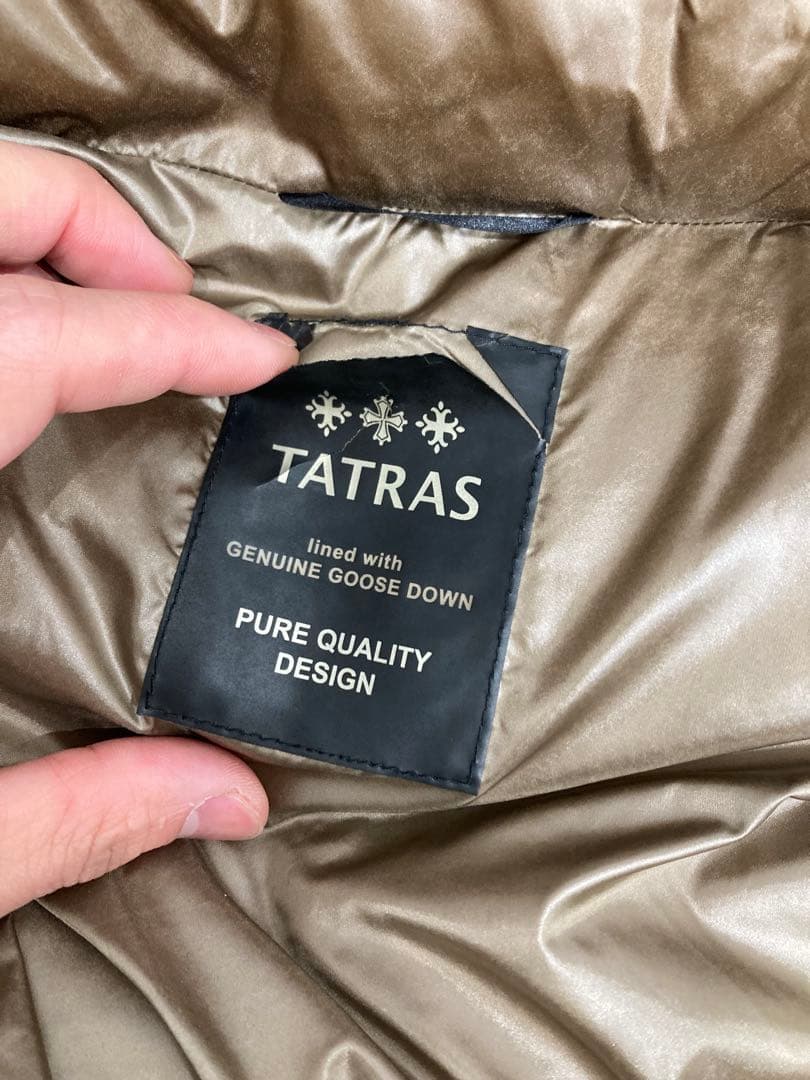 TATRAS
lined with
GENUINE GOOSE DOWN
PURE QUALITY
DESIGN